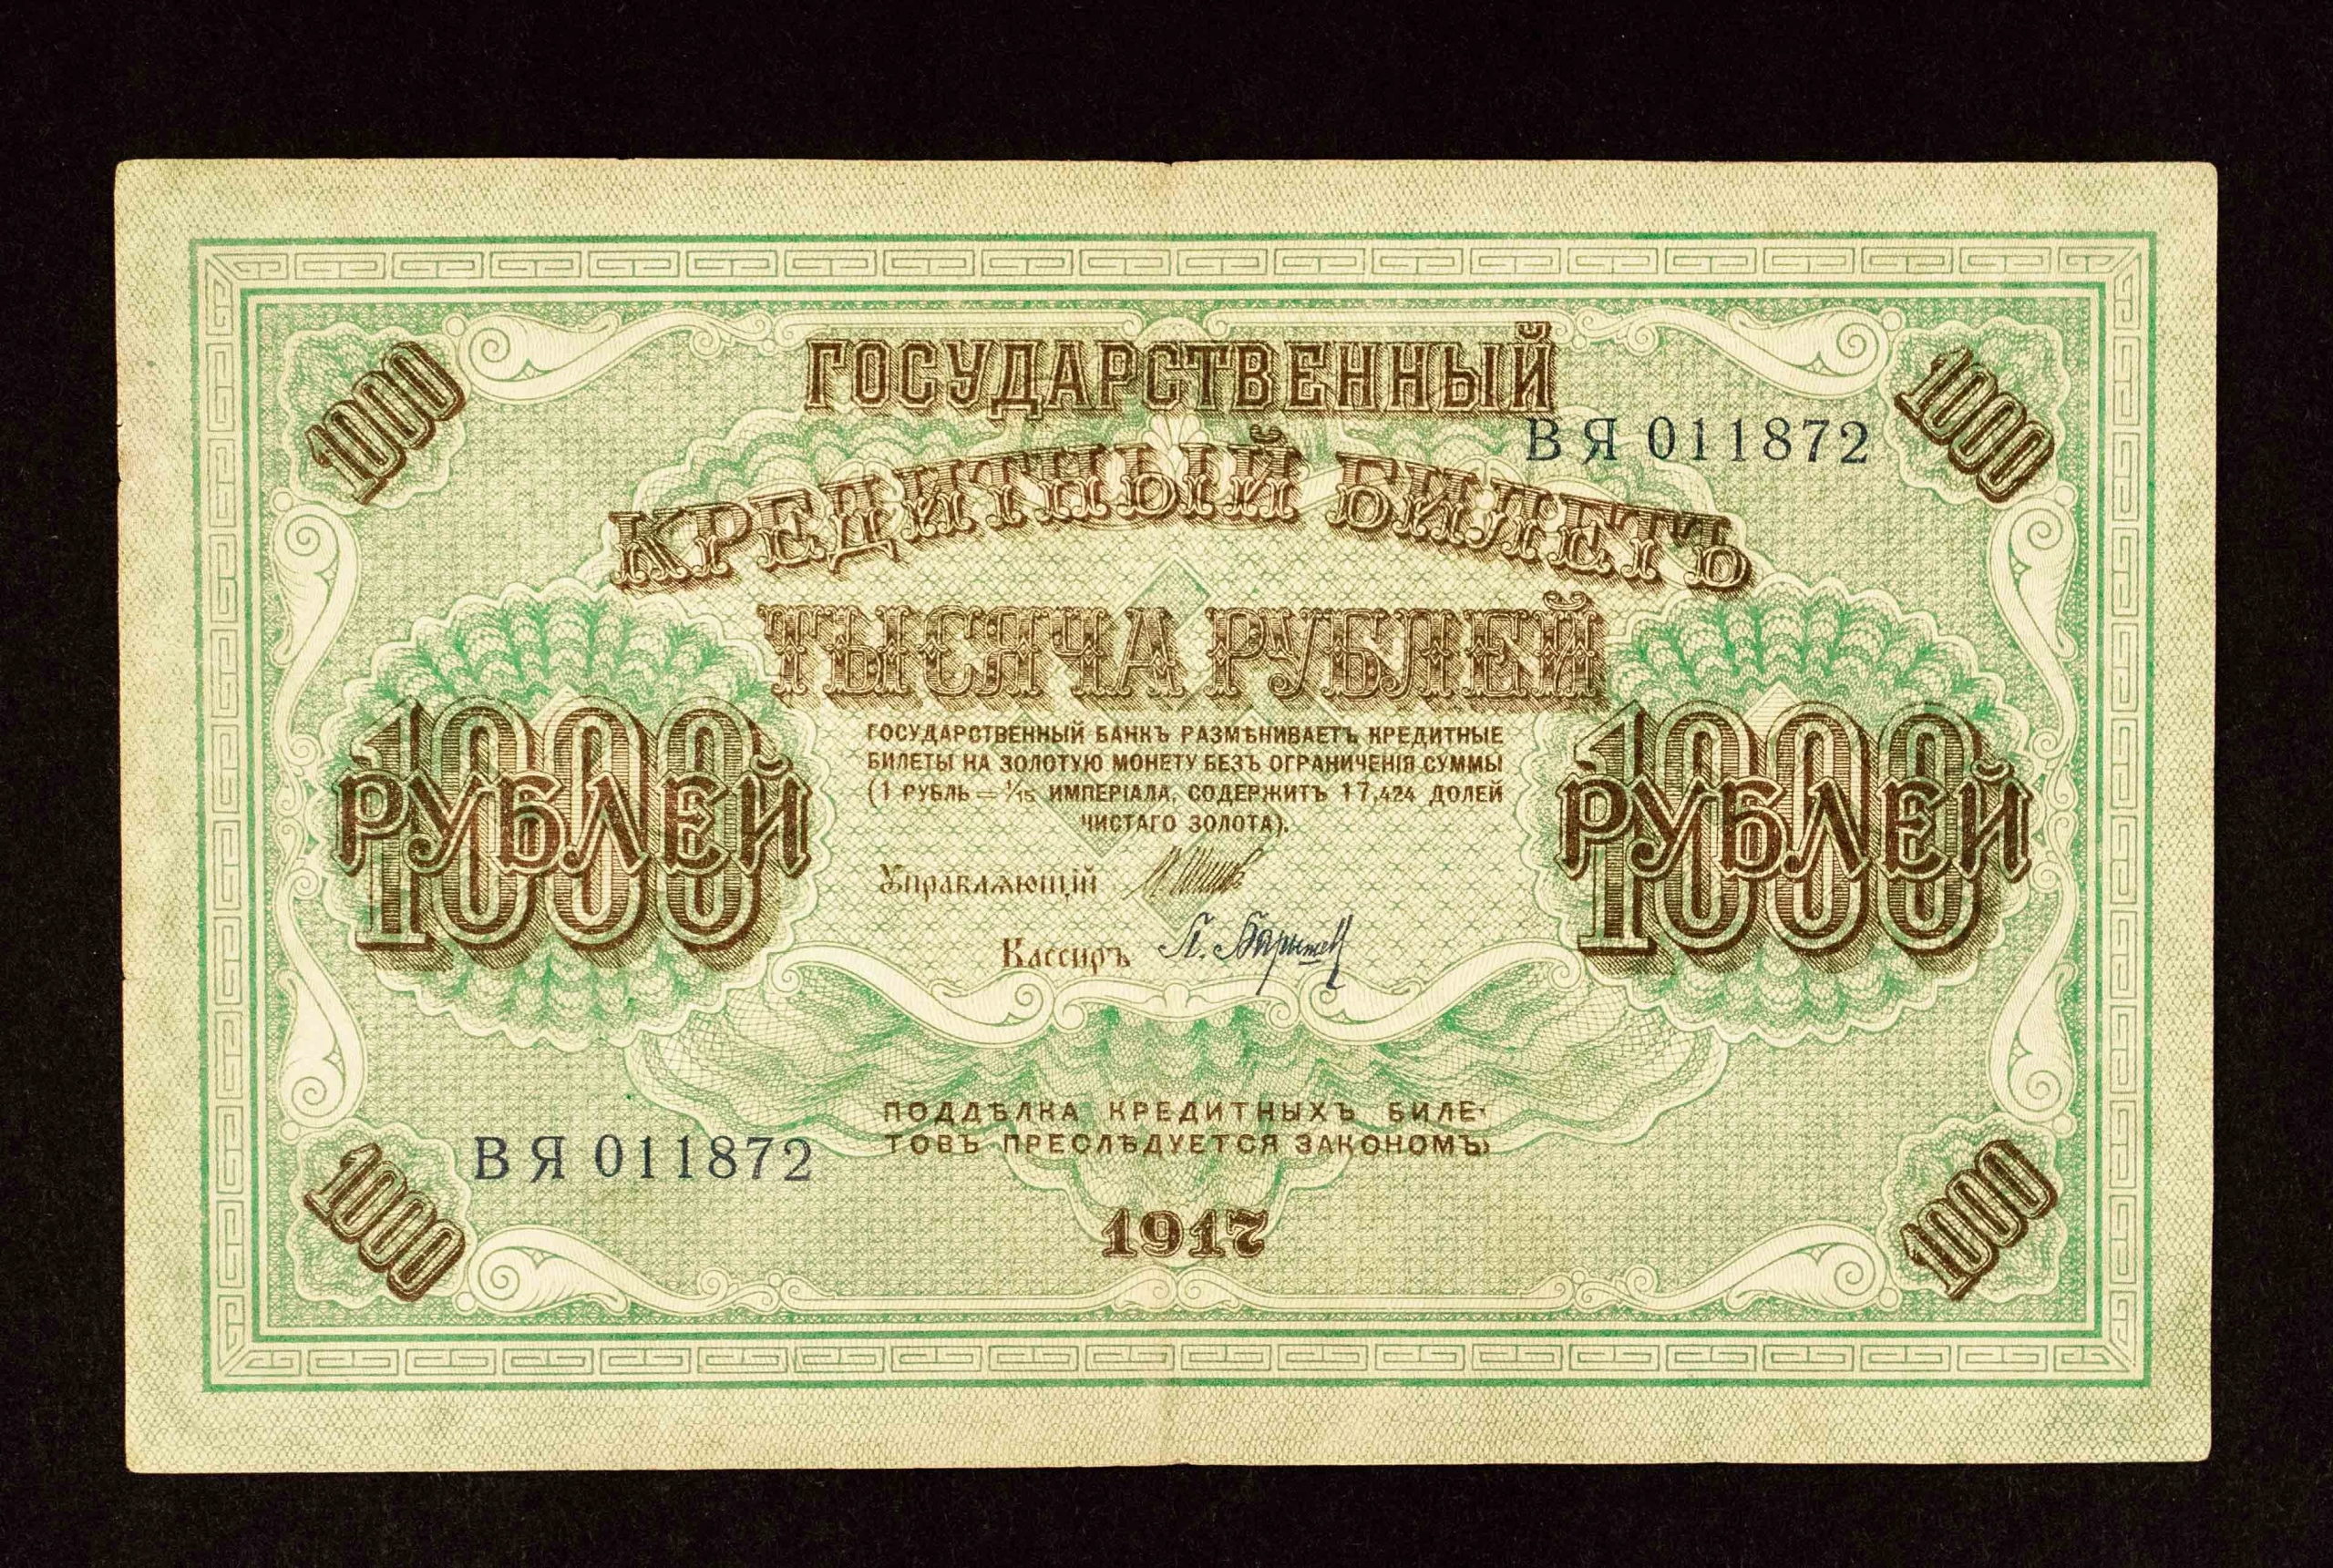 1000
1000
ГОСУДАРСТВЕННЫЙ
ВЯ 011872
КРЕДИТНЫЙ БИЛЕТЪ
ТЫСЯЧА РУБЛЕЙ
1000 РУБЛЕЙ
1000 РУБЛЕЙ
ГОСУДАРСТВЕННЫЙ БАНКЪ РАЗМѢНИВАЕТЪ КРЕДИТНЫЕ
БИЛЕТЫ НА ЗОЛОТУЮ МОНЕТУ БЕЗЪ ОГРАНИЧЕНІЯ СУММЫ
(1 РУБЛЬ = 1/15 ИМПЕРІАЛА, СОДЕРЖИТЪ 17,424 ДОЛЕЙ
ЧИСТАГО ЗОЛОТА).
Управляющій И. Шипов
Кассиръ П. Барышев
ПОДДѢЛКА КРЕДИТНЫХЪ БИЛЕ-
ТОВЪ ПРЕСЛѢДУЕТСЯ ЗАКОНОМЪ
ВЯ 011872
1917
1000
1000